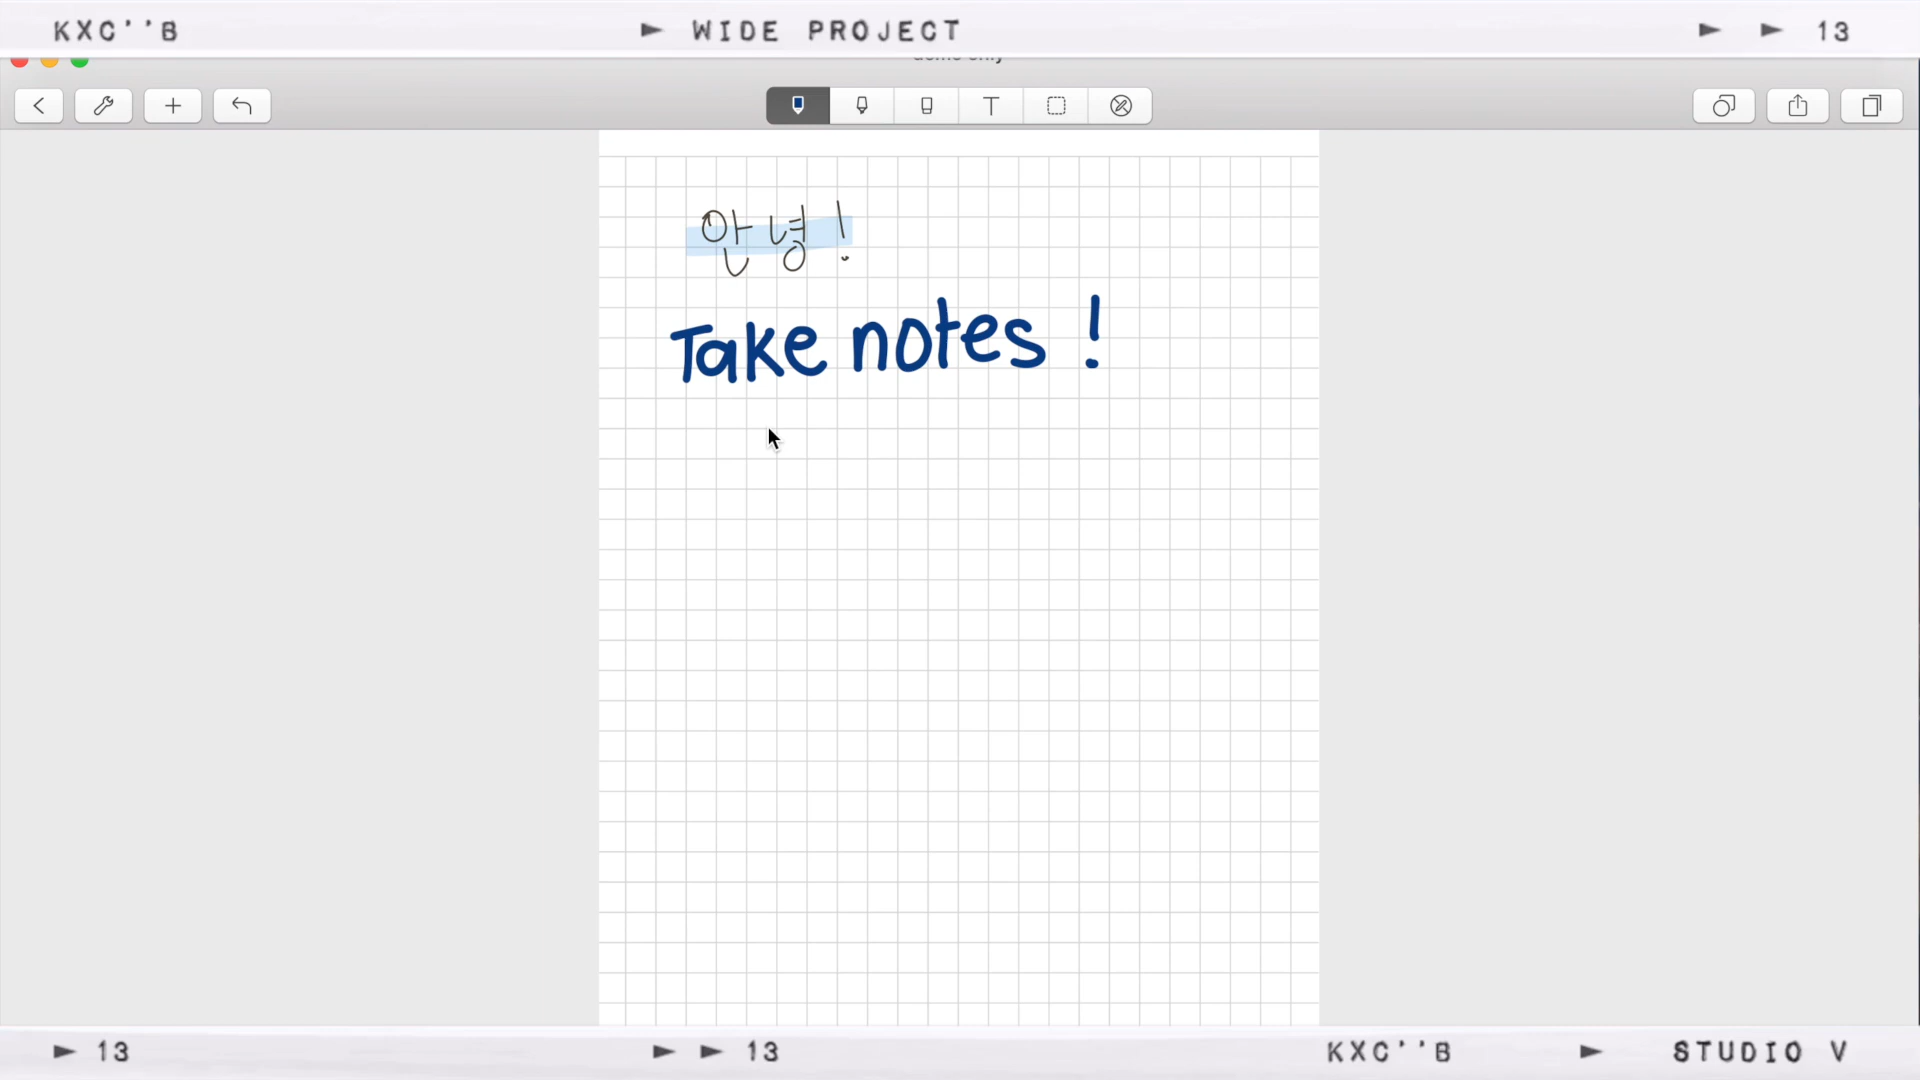 KXC''B ► WIDE PROJECT ► ► 13
안녕!
Take notes !
► 13 ► ► 13 KXC''B ► STUDIO V